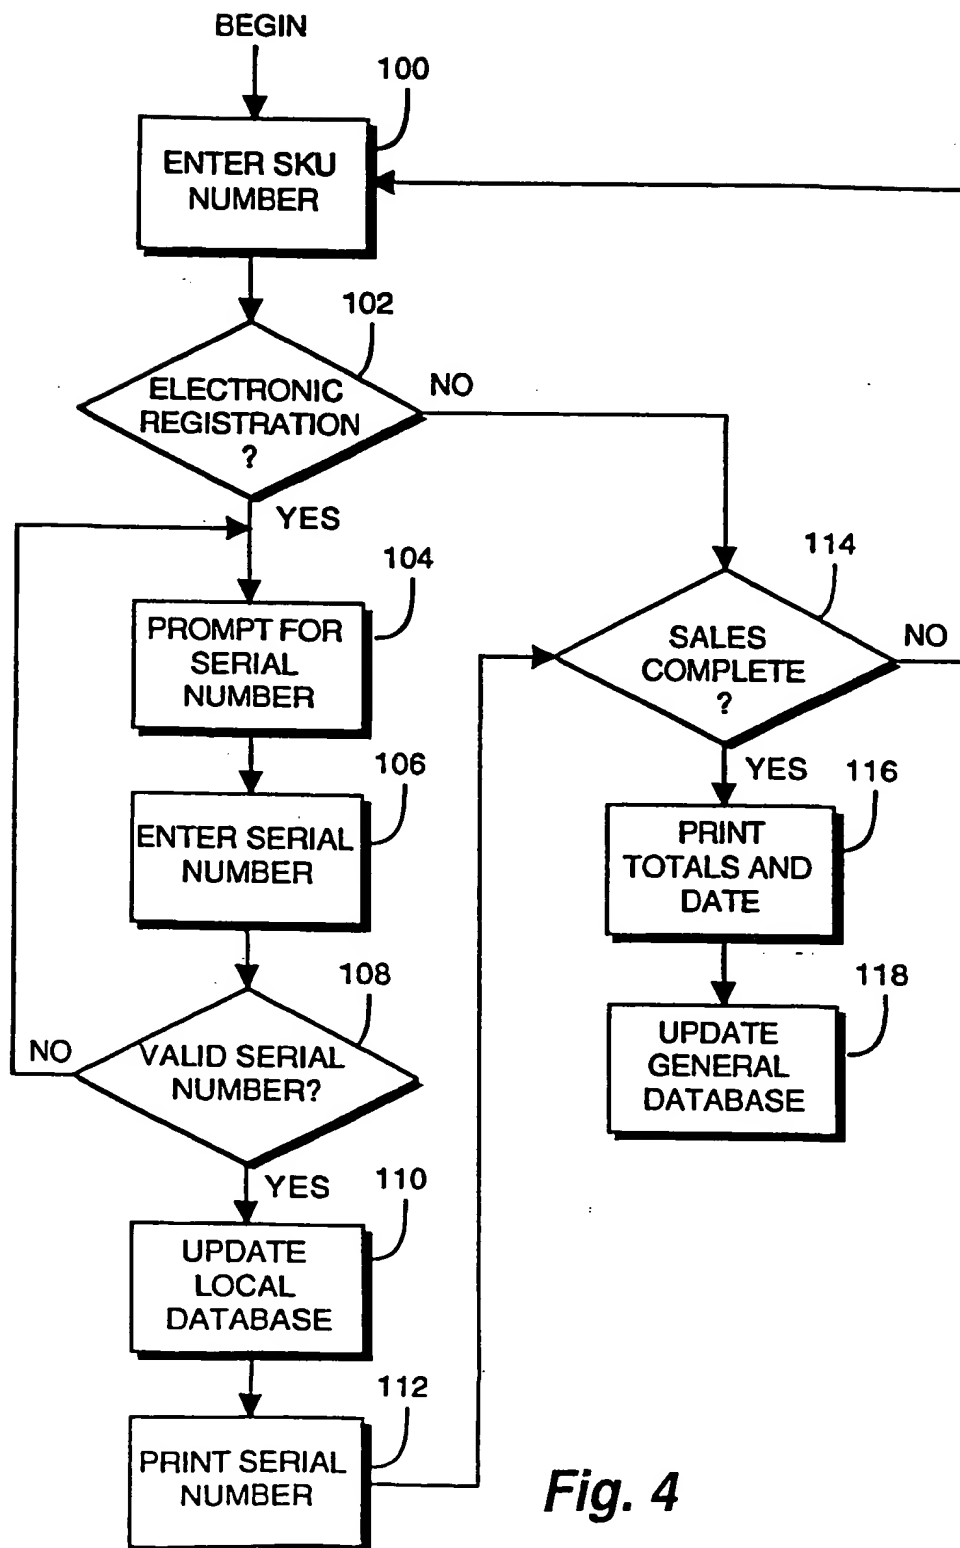 BEGIN
100
ENTER SKU
NUMBER
102
ELECTRONIC
REGISTRATION
?
NO
YES
104
PROMPT FOR
SERIAL
NUMBER
106
ENTER SERIAL
NUMBER
108
VALID SERIAL
NUMBER?
NO
YES
110
UPDATE
LOCAL
DATABASE
112
PRINT SERIAL
NUMBER
114
SALES
COMPLETE
?
NO
YES
116
PRINT
TOTALS AND
DATE
118
UPDATE
GENERAL
DATABASE
Fig. 4